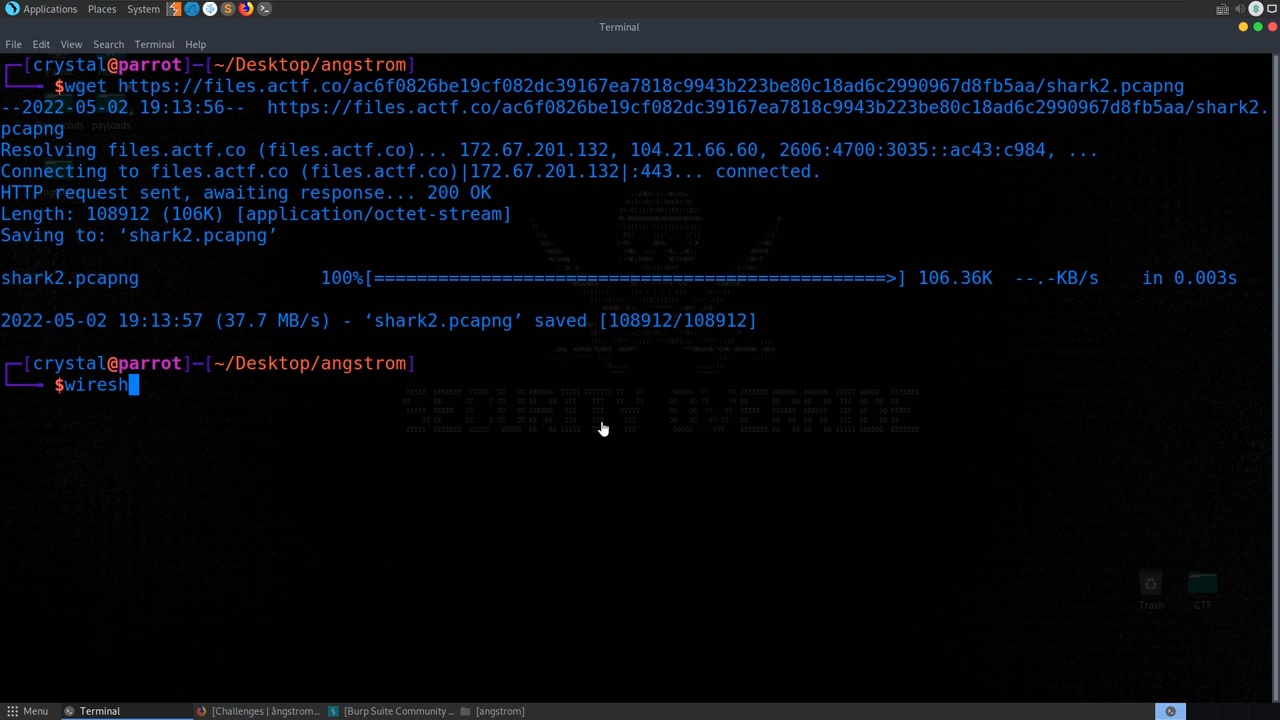 Applications Places System
Terminal
File Edit View Search Terminal Help
┌─[crystal@parrot]─[~/Desktop/angstrom]
└──╼ $wget https://files.actf.co/ac6f0826be19cf082dc39167ea7818c9943b223be80c18ad6c2990967d8fb5aa/shark2.pcapng
--2022-05-02 19:13:56--  https://files.actf.co/ac6f0826be19cf082dc39167ea7818c9943b223be80c18ad6c2990967d8fb5aa/shark2.
pcapng
payloads
Resolving files.actf.co (files.actf.co)... 172.67.201.132, 104.21.66.60, 2606:4700:3035::ac43:c984, ...
Connecting to files.actf.co (files.actf.co)|172.67.201.132|:443... connected.
HTTP request sent, awaiting response... 200 OK
Length: 108912 (106K) [application/octet-stream]
Saving to: ‘shark2.pcapng’
shark2.pcapng 100%[================================================>] 106.36K --.-KB/s in 0.003s
2022-05-02 19:13:57 (37.7 MB/s) - ‘shark2.pcapng’ saved [108912/108912]
┌─[crystal@parrot]─[~/Desktop/angstrom]
└──╼ $wiresh
Trash CTF
Menu Terminal [Challenges | ångstrom... [Burp Suite Community ... [angstrom]